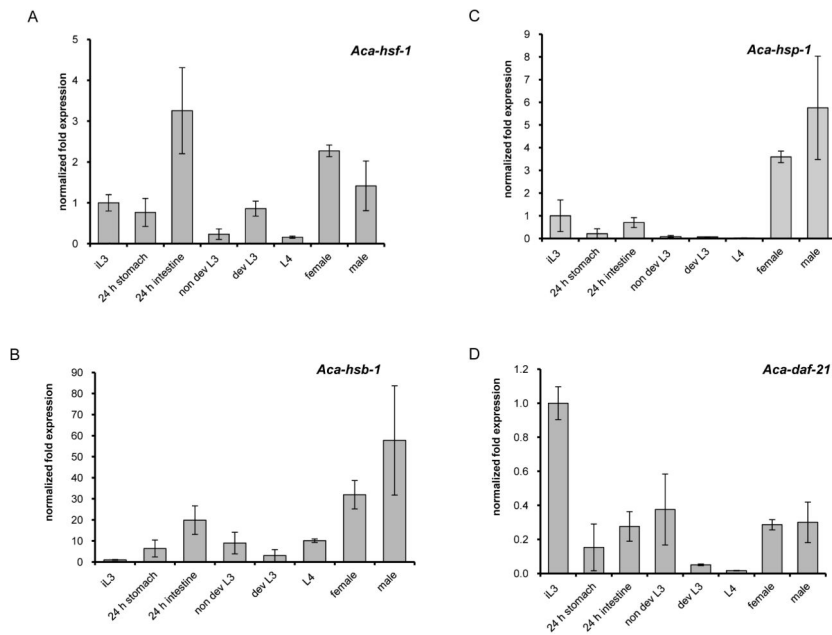 A
Aca-hsf-1
normalized fold expression
5
4
3
2
1
0
iL3
24 h stomach
24 h intestine
non dev L3
dev L3
L4
female
male
C
Aca-hsp-1
normalized fold expression
9
8
7
6
5
4
3
2
1
0
iL3
24 h stomach
24 h intestine
non dev L3
dev L3
L4
female
male
B
Aca-hsb-1
normalized fold expression
90
80
70
60
50
40
30
20
10
0
iL3
24 h stomach
24 h intestine
non dev L3
dev L3
L4
female
male
D
Aca-daf-21
normalized fold expression
1.2
1.0
0.8
0.6
0.4
0.2
0.0
iL3
24 h stomach
24 h intestine
non dev L3
dev L3
L4
female
male